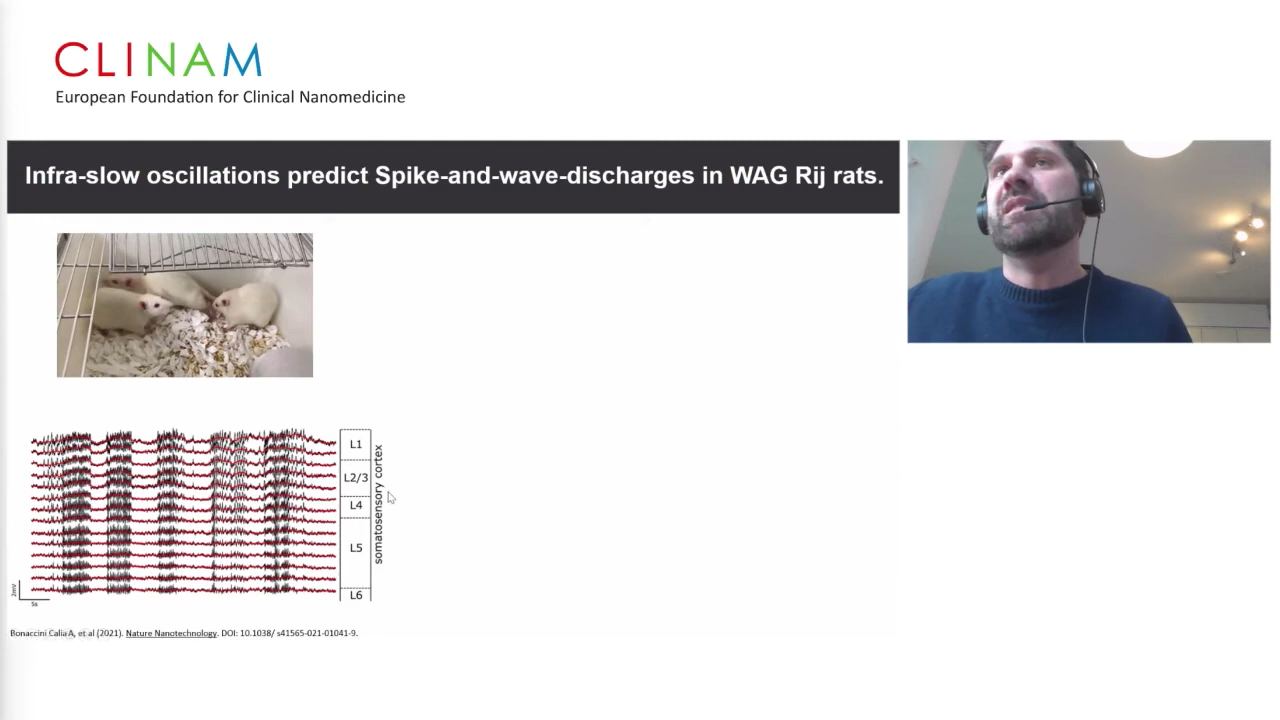 CLINAM
European Foundation for Clinical Nanomedicine
Infra-slow oscillations predict Spike-and-wave-discharges in WAG Rij rats.
L1
L2/3
L4
L5
L6
somatosensory cortex
2mV
5s
Bonaccini Calia A, et al (2021). Nature Nanotechnology. DOI: 10.1038/ s41565-021-01041-9.